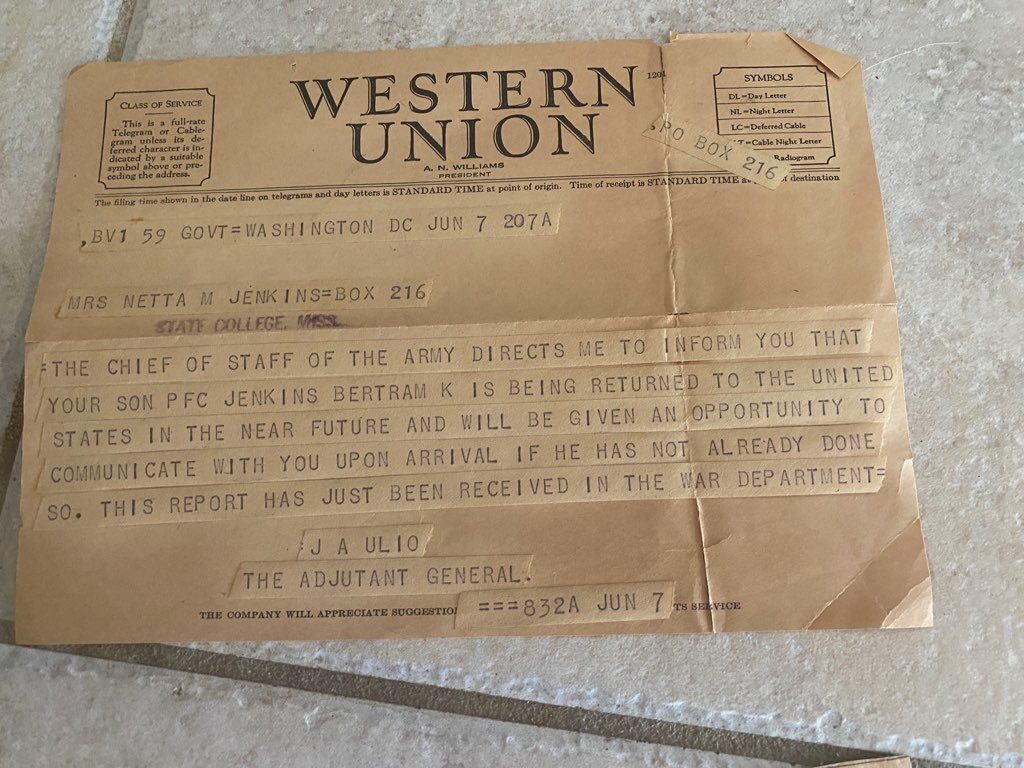 CLASS OF SERVICE
This is a full-rate
Telegram or Cable-
gram unless its de-
ferred character is in-
dicated by a suitable
symbol above or pre-
ceding the address.
WESTERN
UNION
A. N. WILLIAMS
PRESIDENT
1201
SYMBOLS
DL=Day Letter
NL=Night Letter
LC=Deferred Cable
=Cable Night Letter
Radiogram
.PO BOX 216
The filing time shown in the date line on telegrams and day letters is STANDARD TIME at point of origin. Time of receipt is STANDARD TIME at destination
,BV1 59 GOVT=WASHINGTON DC JUN 7 207A
MRS NETTA M JENKINS=BOX 216
STATE COLLEGE, MISS.
=THE CHIEF OF STAFF OF THE ARMY DIRECTS ME TO INFORM YOU THAT
YOUR SON PFC JENKINS BERTRAM K IS BEING RETURNED TO THE UNITED
STATES IN THE NEAR FUTURE AND WILL BE GIVEN AN OPPORTUNITY TO
COMMUNICATE WITH YOU UPON ARRIVAL IF HE HAS NOT ALREADY DONE
SO. THIS REPORT HAS JUST BEEN RECEIVED IN THE WAR DEPARTMENT=
:J A ULIO
THE ADJUTANT GENERAL.
THE COMPANY WILL APPRECIATE SERVICE
===832A JUN 7